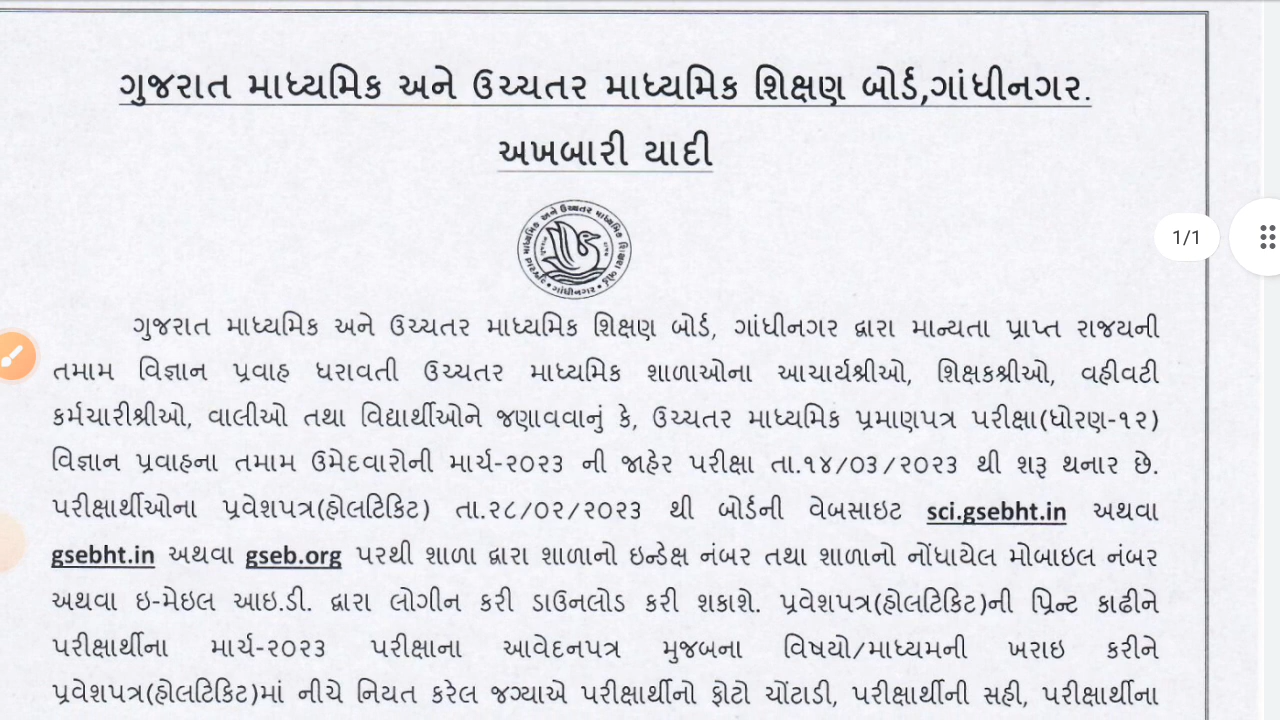 ગુજરાત માધ્યમિક અને ઉચ્ચતર માધ્યમિક શિક્ષણ બોર્ડ,ગાંધીનગર.
અખબારી યાદી
1/1
ગુજરાત માધ્યમિક અને ઉચ્ચતર માધ્યમિક શિક્ષણ બોર્ડ, ગાંધીનગર દ્વારા માન્યતા પ્રાપ્ત રાજયની
તમામ વિજ્ઞાન પ્રવાહ ધરાવતી ઉચ્ચતર માધ્યમિક શાળાઓના આચાર્યશ્રીઓ, શિક્ષકશ્રીઓ, વહીવટી
કર્મચારીશ્રીઓ, વાલીઓ તથા વિદ્યાર્થીઓને જણાવવાનું કે, ઉચ્ચતર માધ્યમિક પ્રમાણપત્ર પરીક્ષા(ધોરણ-૧૨)
વિજ્ઞાન પ્રવાહના તમામ ઉમેદવારોની માર્ચ-૨૦૨૩ ની જાહેર પરીક્ષા તા.૧૪/૦૩/૨૦૨૩ થી શરૂ થનાર છે.
પરીક્ષાર્થીઓના પ્રવેશપત્ર(હોલટિકિટ) તા.૨૮/૦૨/૨૦૨૩ થી બોર્ડની વેબસાઇટ sci.gsebht.in અથવા
gsebht.in અથવા gseb.org પરથી શાળા દ્વારા શાળાનો ઇન્ડેક્ષ નંબર તથા શાળાનો નોંધાયેલ મોબાઇલ નંબર
અથવા ઇ-મેઇલ આઇ.ડી. દ્વારા લોગીન કરી ડાઉનલોડ કરી શકાશે. પ્રવેશપત્ર(હોલટિકિટ)ની પ્રિન્ટ કાઢીને
પરીક્ષાર્થીના માર્ચ-૨૦૨૩ પરીક્ષાના આવેદનપત્ર મુજબના વિષયો/માધ્યમની ખરાઇ કરીને
પ્રવેશપત્ર(હોલટિકિટ)માં નીચે નિયત કરેલ જગ્યાએ પરીક્ષાર્થીનો ફોટો ચોંટાડી, પરીક્ષાર્થીની સહી, પરીક્ષાર્થીના